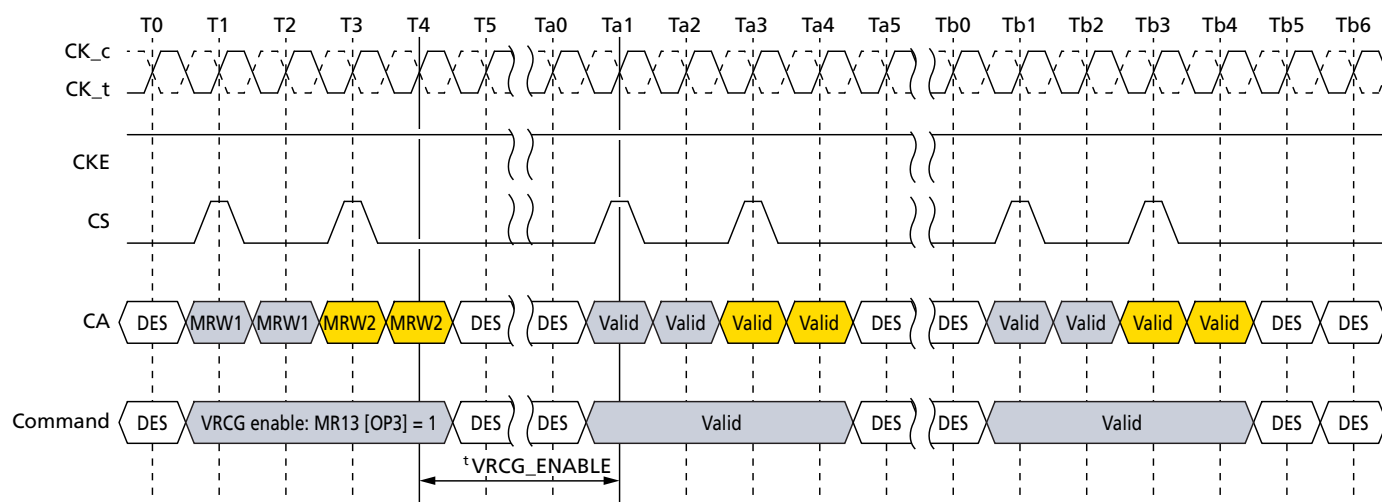 T0 T1 T2 T3 T4 T5 Ta0 Ta1 Ta2 Ta3 Ta4 Ta5 Tb0 Tb1 Tb2 Tb3 Tb4 Tb5 Tb6
CK_c
CK_t
CKE
CS
CA DES MRW1 MRW1 MRW2 MRW2 DES DES Valid Valid Valid Valid DES DES Valid Valid Valid Valid DES DES
Command DES VRCG enable: MR13 [OP3] = 1 DES DES Valid DES DES Valid DES DES
tVRCG_ENABLE